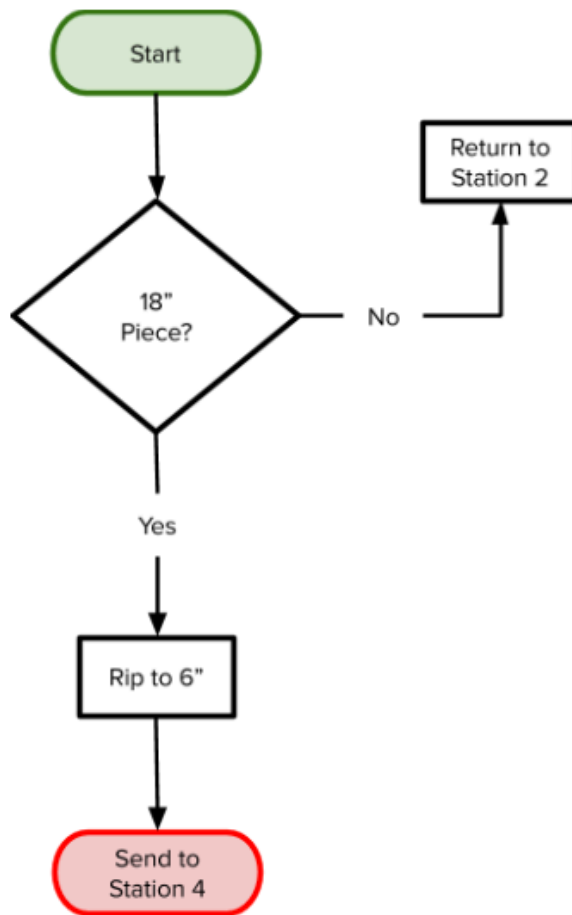 Start
Return to
Station 2
18”
Piece?
No
Yes
Rip to 6”
Send to
Station 4